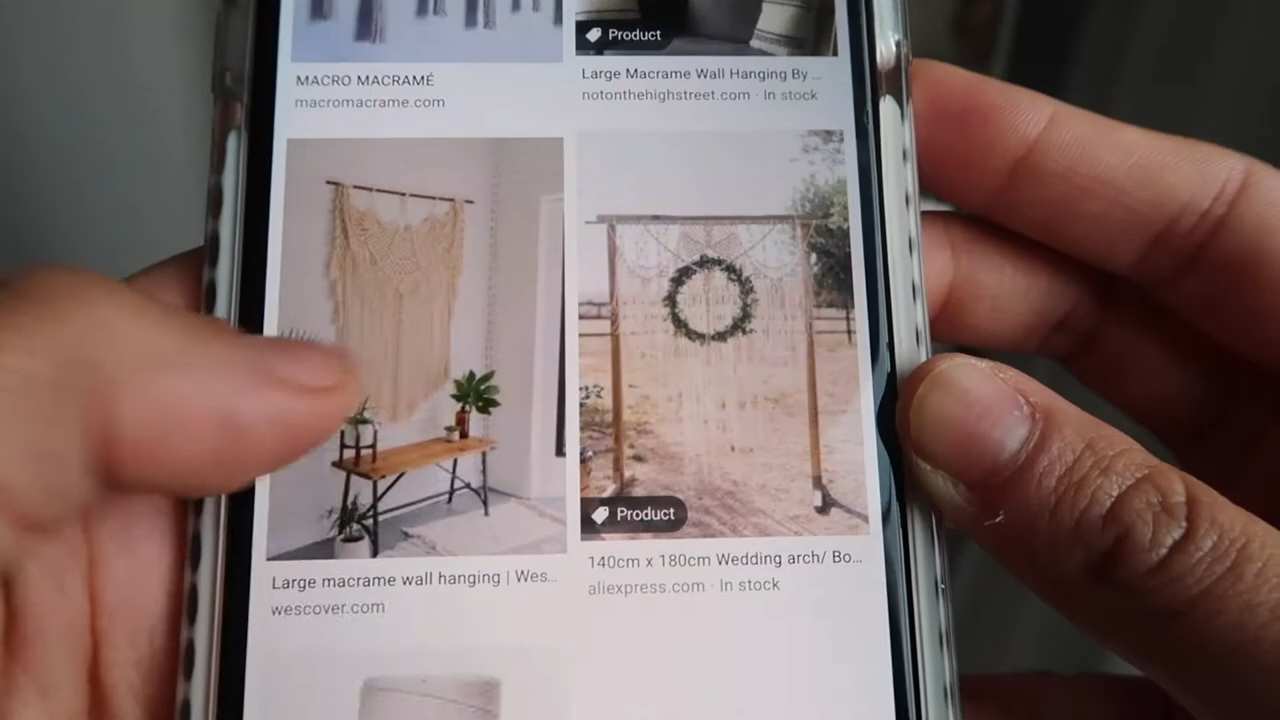 MACRO MACRAMÉ
macromacrame.com
Product
Large Macrame Wall Hanging By ...
notonthehighstreet.com · In stock
Large macrame wall hanging | Wes...
wescover.com
Product
140cm x 180cm Wedding arch/ Bo...
aliexpress.com · In stock